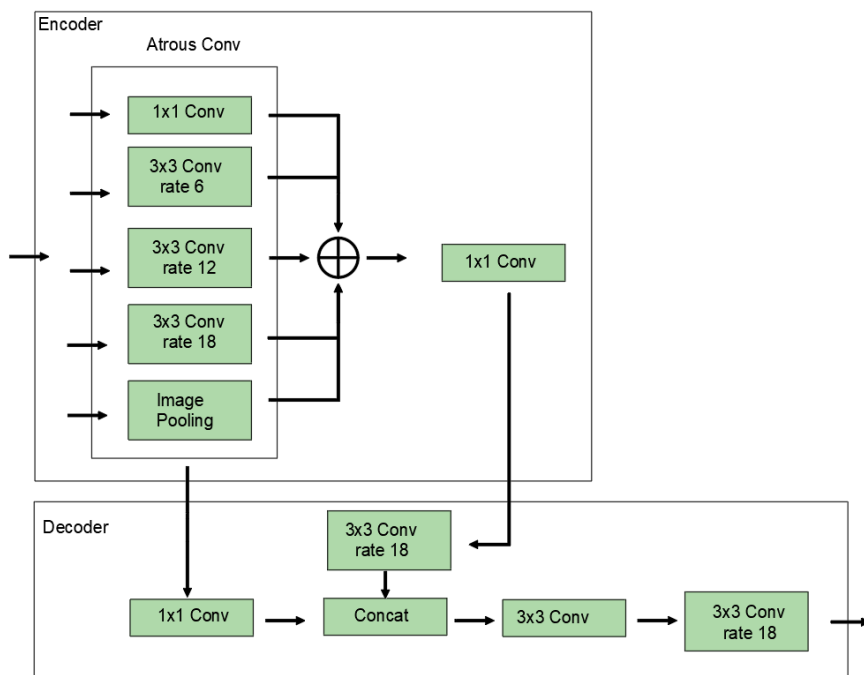 Encoder
Atrous Conv
1x1 Conv
3x3 Conv
rate 6
3x3 Conv
rate 12
1x1 Conv
3x3 Conv
rate 18
Image
Pooling
Decoder
3x3 Conv
rate 18
1x1 Conv
Concat
3x3 Conv
3x3 Conv
rate 18